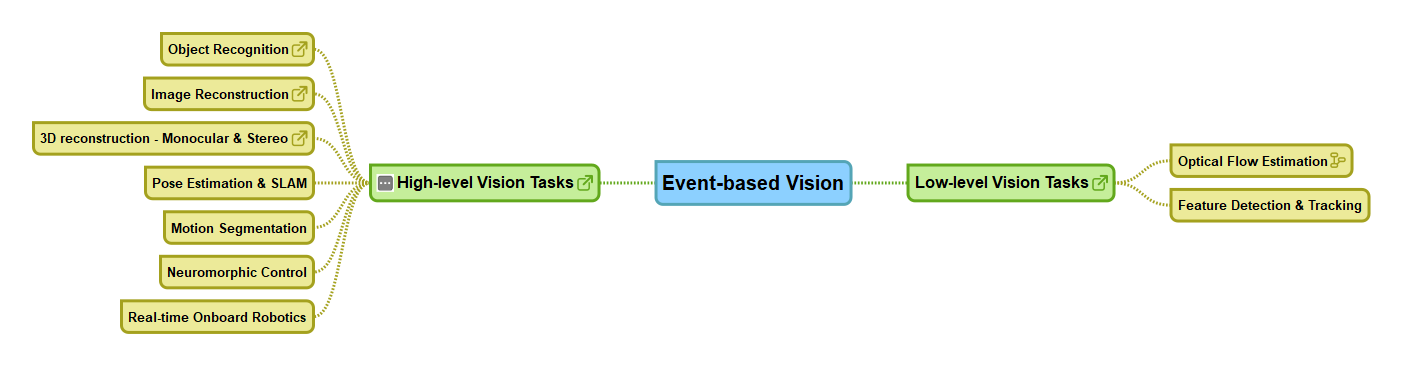 Object Recognition
Image Reconstruction
3D reconstruction - Monocular & Stereo
Pose Estimation & SLAM
Motion Segmentation
Neuromorphic Control
Real-time Onboard Robotics
High-level Vision Tasks
Event-based Vision
Low-level Vision Tasks
Optical Flow Estimation
Feature Detection & Tracking